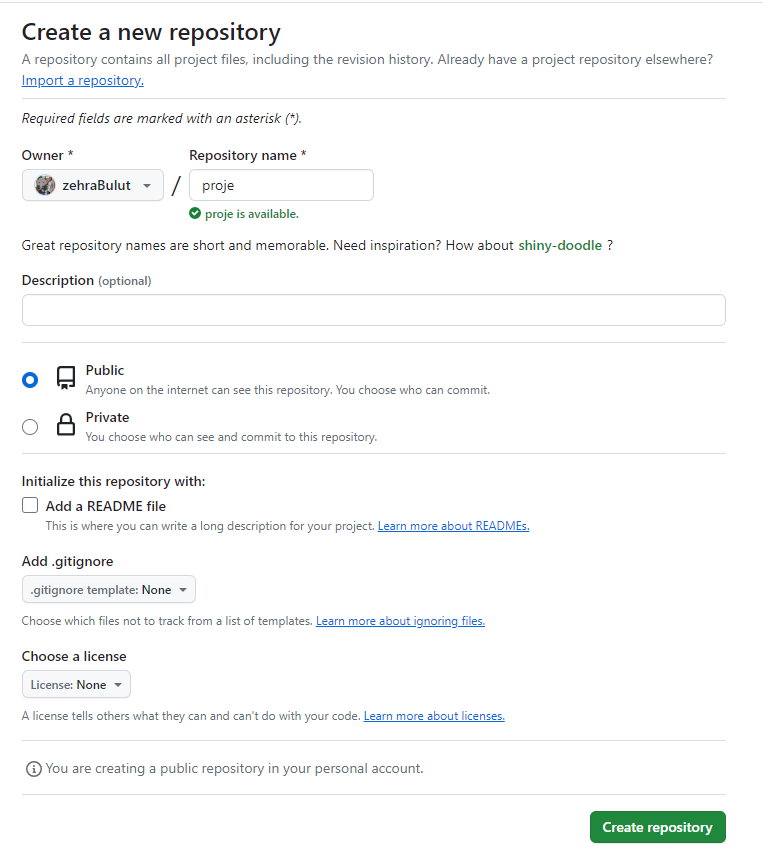 Create a new repository
A repository contains all project files, including the revision history. Already have a project repository elsewhere?
Import a repository.
Required fields are marked with an asterisk (*).
Owner *
Repository name *
zehraBulut
/
proje
proje is available.
Great repository names are short and memorable. Need inspiration? How about shiny-doodle ?
Description (optional)
Public
Anyone on the internet can see this repository. You choose who can commit.
Private
You choose who can see and commit to this repository.
Initialize this repository with:
Add a README file
This is where you can write a long description for your project. Learn more about READMEs.
Add .gitignore
.gitignore template: None
Choose which files not to track from a list of templates. Learn more about ignoring files.
Choose a license
License: None
A license tells others what they can and can't do with your code. Learn more about licenses.
You are creating a public repository in your personal account.
Create repository